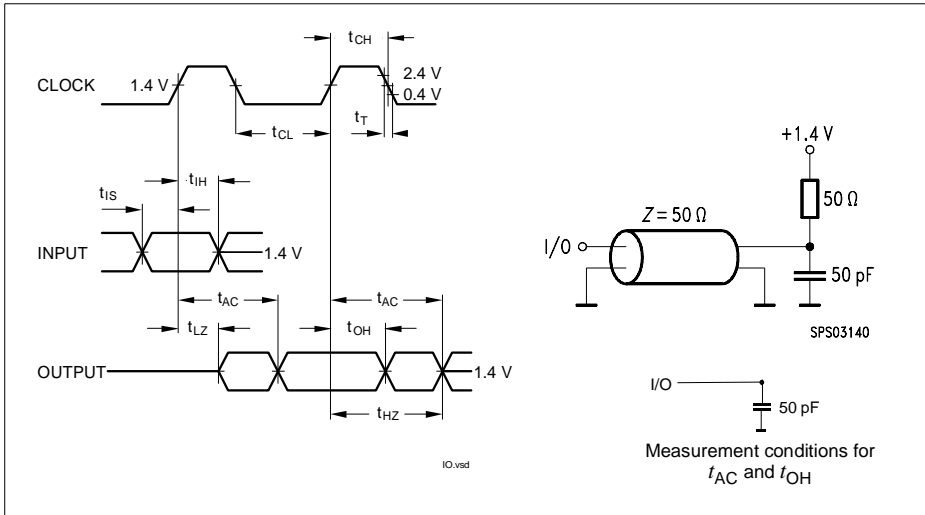 tCH
2.4 V
CLOCK
1.4 V
0.4 V
tT
tCL
+1.4 V
tIS
tIH
50 Ω
Z = 50 Ω
I/O
INPUT
1.4 V
50 pF
tAC
tAC
tLZ
tOH
SPS03140
OUTPUT
1.4 V
I/O
50 pF
tHZ
Measurement conditions for
tAC and tOH
IO.vsd